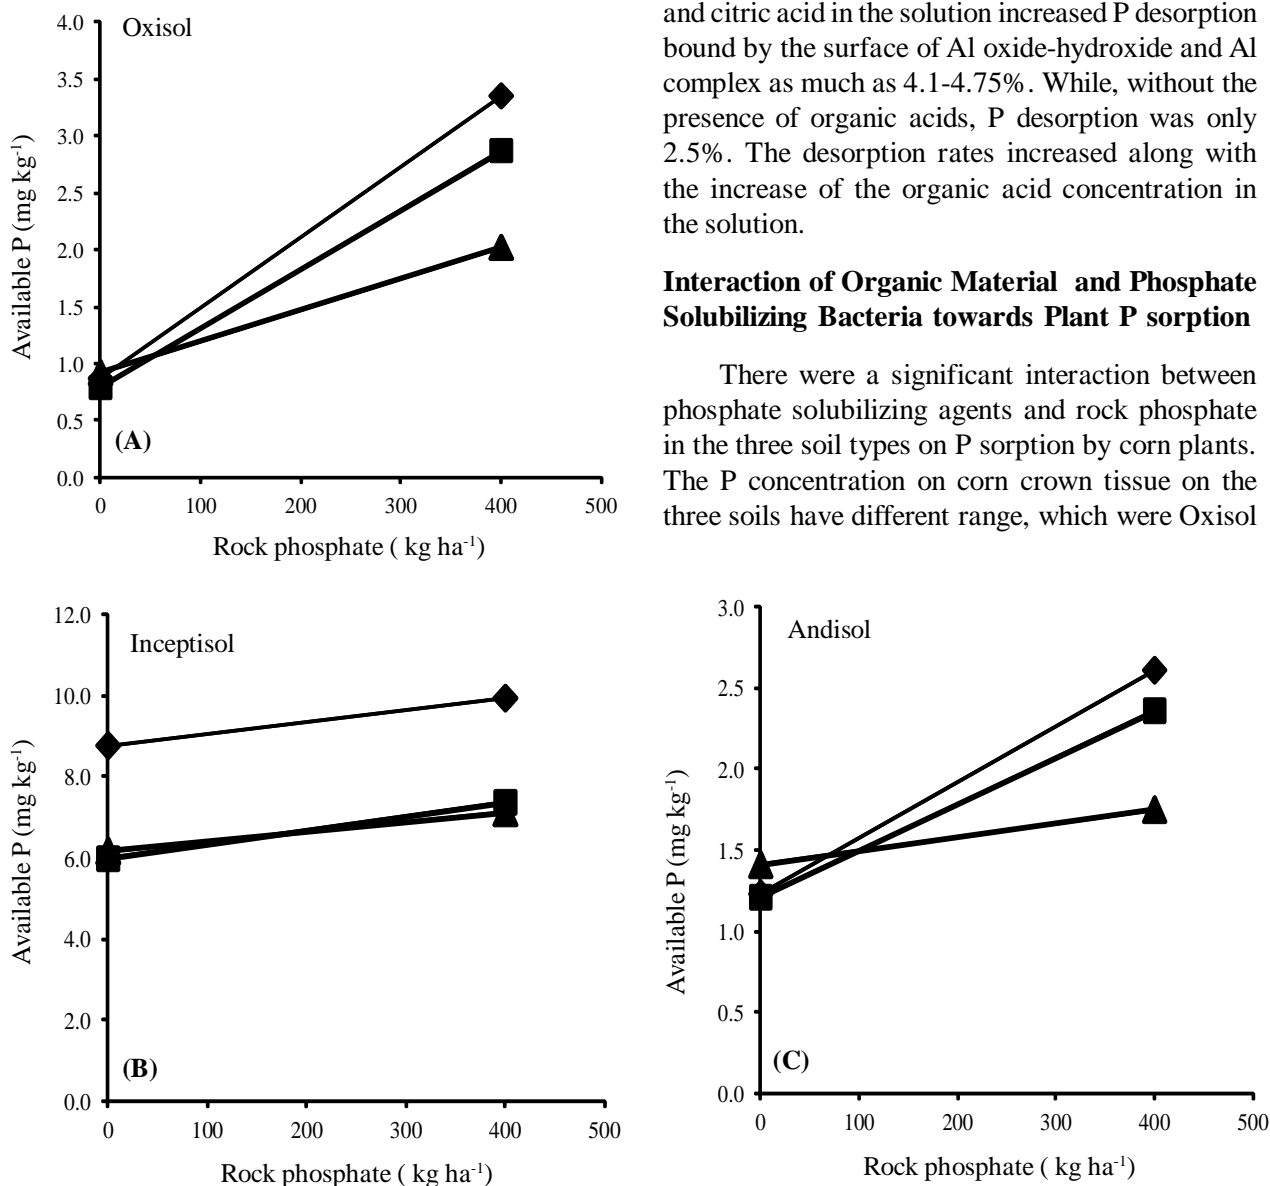 4.0
3.5
3.0
2.5
2.0
1.5
1.0
0.5
0.0
Available P (mg kg-1)
Oxisol
(A)
0 100 200 300 400 500
Rock phosphate ( kg ha-1)
and citric acid in the solution increased P desorption
bound by the surface of Al oxide-hydroxide and Al
complex as much as 4.1-4.75%. While, without the
presence of organic acids, P desorption was only
2.5%. The desorption rates increased along with
the increase of the organic acid concentration in
the solution.
Interaction of Organic Material and Phosphate
Solubilizing Bacteria towards Plant P sorption
There were a significant interaction between
phosphate solubilizing agents and rock phosphate
in the three soil types on P sorption by corn plants.
The P concentration on corn crown tissue on the
three soils have different range, which were Oxisol
12.0
10.0
8.0
6.0
4.0
2.0
0.0
Available P (mg kg-1)
Inceptisol
(B)
0 100 200 300 400 500
Rock phosphate ( kg ha-1)
3.0
2.5
2.0
1.5
1.0
0.5
0.0
Available P (mg kg-1)
Andisol
(C)
0 100 200 300 400 500
Rock phosphate ( kg ha-1)